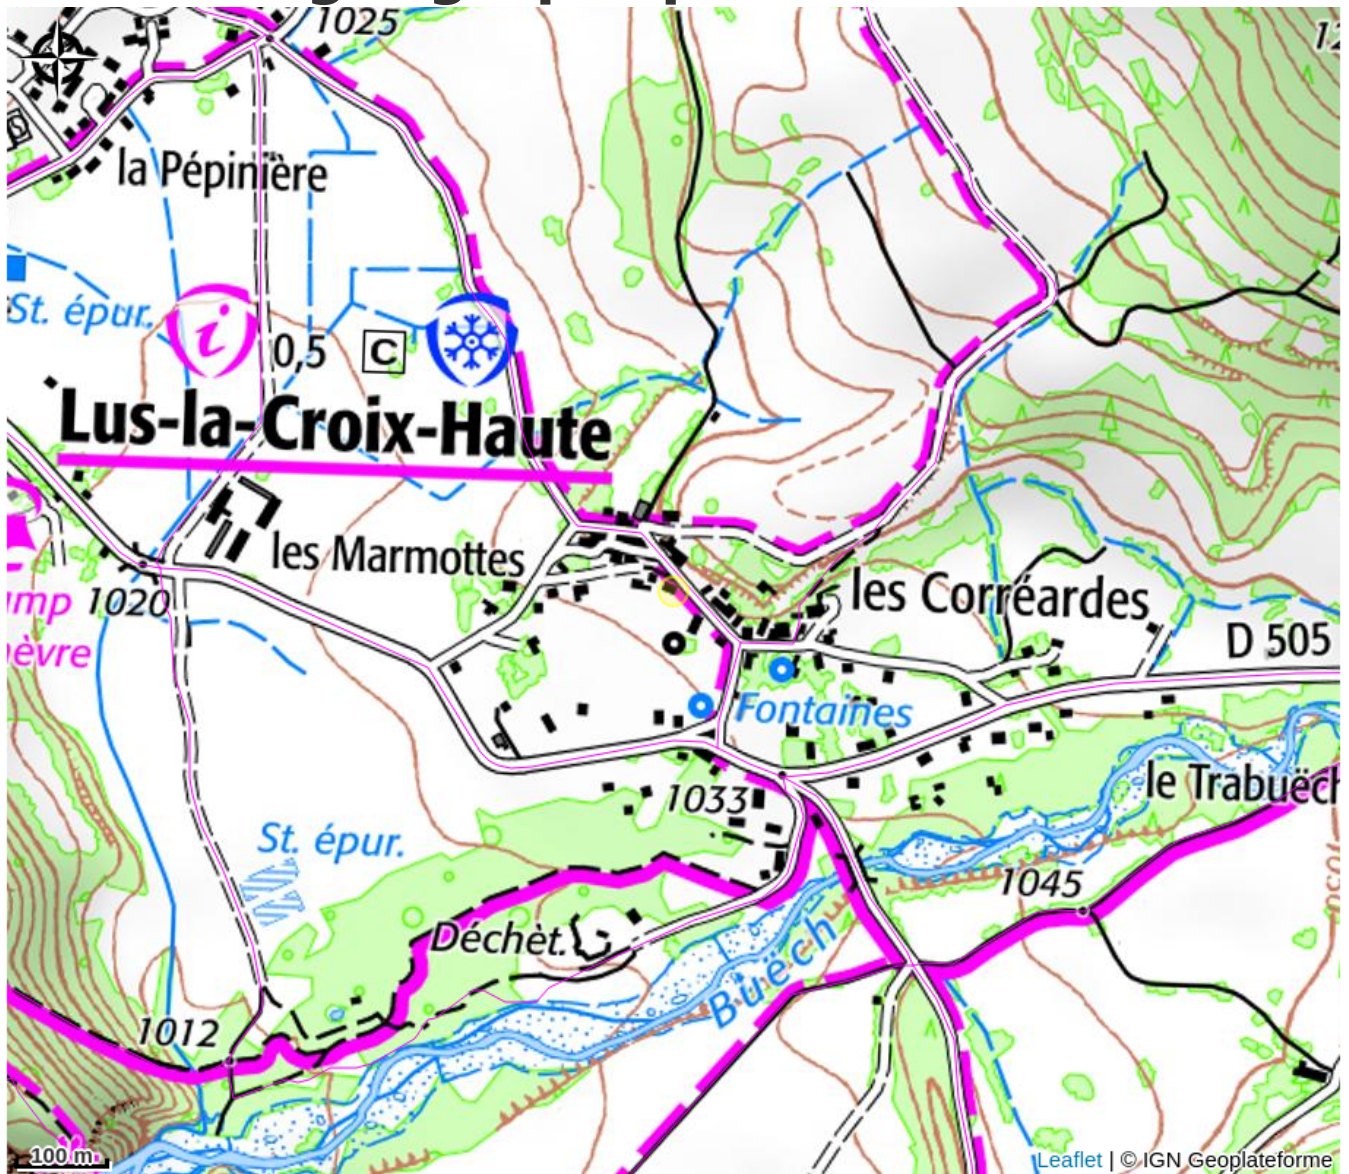 1025
la Pépinière
S
St. épur.
i
0,5
C
Lus-la-Croix-Haute
les Marmottes
les Corréardes
1020
D 505
Fontaines
le Trabuëch
1033
St. épur.
1045
Déchèt.
Buëch
1012
100 m
Leaflet | © IGN Geoplateforme